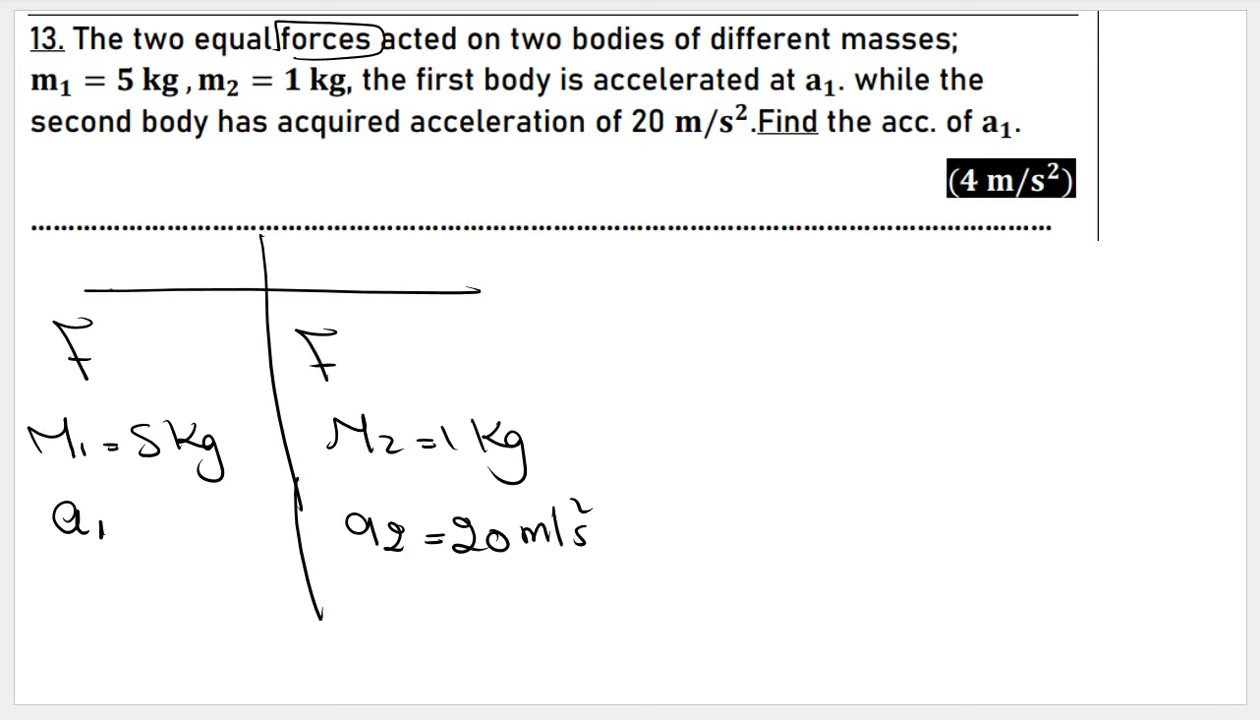 13. The two equal forces acted on two bodies of different masses;
m₁ = 5 kg , m₂ = 1 kg, the first body is accelerated at a₁. while the
second body has acquired acceleration of 20 m/s².Find the acc. of a₁.
(4 m/s²)
F F
M₁ = 5 kg M₂ = 1 kg
a₁ a₂ = 20 m/s²